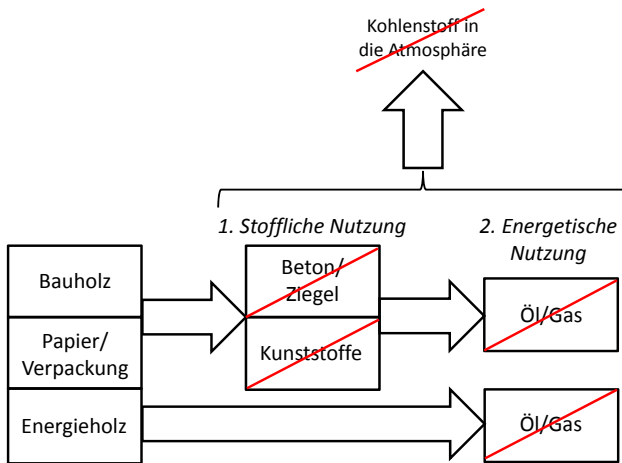 Kohlenstoff in
die Atmosphäre
1. Stoffliche Nutzung
2. Energetische
Nutzung
Bauholz
Papier/
Verpackung
Energieholz
Beton/
Ziegel
Kunststoffe
Öl/Gas
Öl/Gas